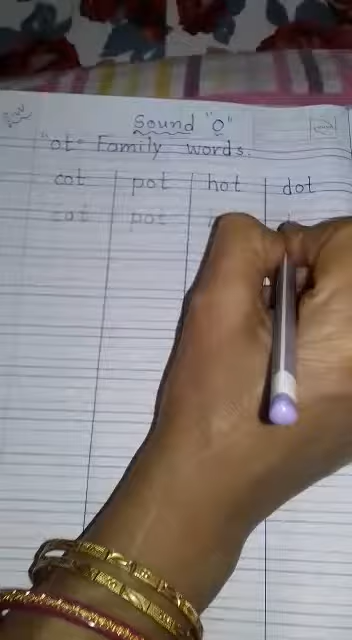 Sound "O"
"ot= Family words.
cot pot hot dot
cot pot